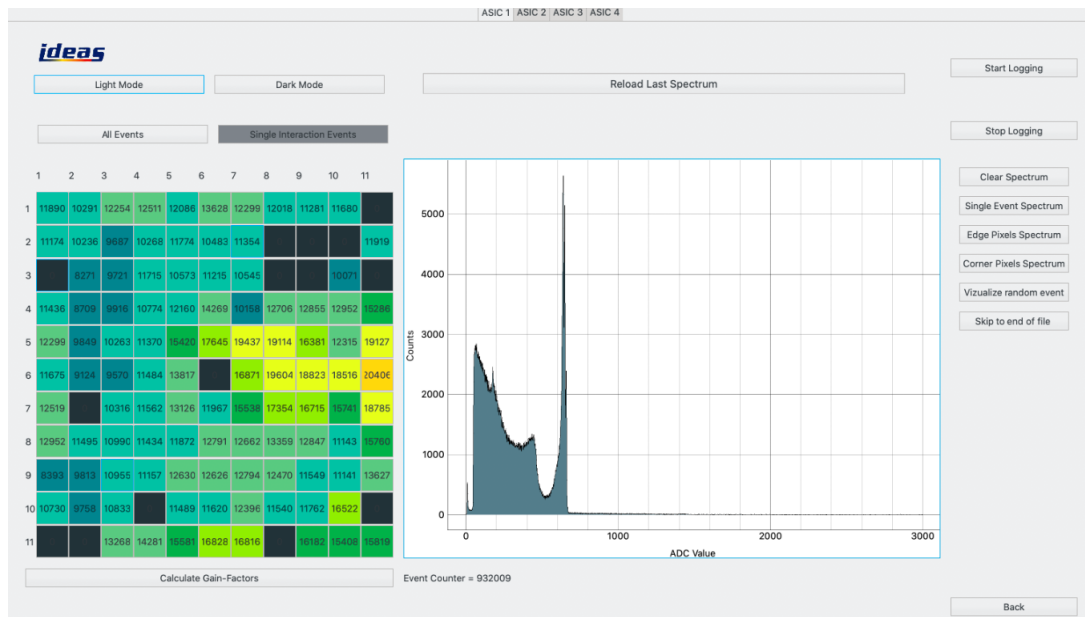 ASIC 1 ASIC 2 ASIC 3 ASIC 4
ideas
Light Mode Dark Mode Reload Last Spectrum Start Logging
All Events Single Interaction Events Stop Logging
1 2 3 4 5 6 7 8 9 10 11
1 11890 10291 12254 12511 12086 13628 12299 12018 11281 11680
2 11174 10236 9687 10268 11774 10483 11354 11919
3 8271 9721 11715 10573 11215 10545 10071
4 11436 8709 9916 10774 12160 14269 10158 12706 12855 12952 15286
5 12299 9849 10263 11370 15420 17645 19437 19114 16381 12315 19127
6 11675 9124 9570 11484 13817 16871 19604 18823 18516 20406
7 12519 10316 11562 13126 11967 15538 17354 16715 15741 18785
8 12952 11495 10990 11434 11872 12791 12662 13359 12847 11143 15760
9 8393 9813 10955 11157 12630 12626 12794 12470 11549 11141 13627
10 10730 9758 10833 11489 11620 12396 11540 11762 16522
11 13268 14281 15581 16828 16816 16182 15408 15819
Calculate Gain-Factors
Counts
5000
4000
3000
2000
1000
0
0 1000 2000 3000
ADC Value
Event Counter = 932009
Clear Spectrum
Single Event Spectrum
Edge Pixels Spectrum
Corner Pixels Spectrum
Vizualize random event
Skip to end of file
Back